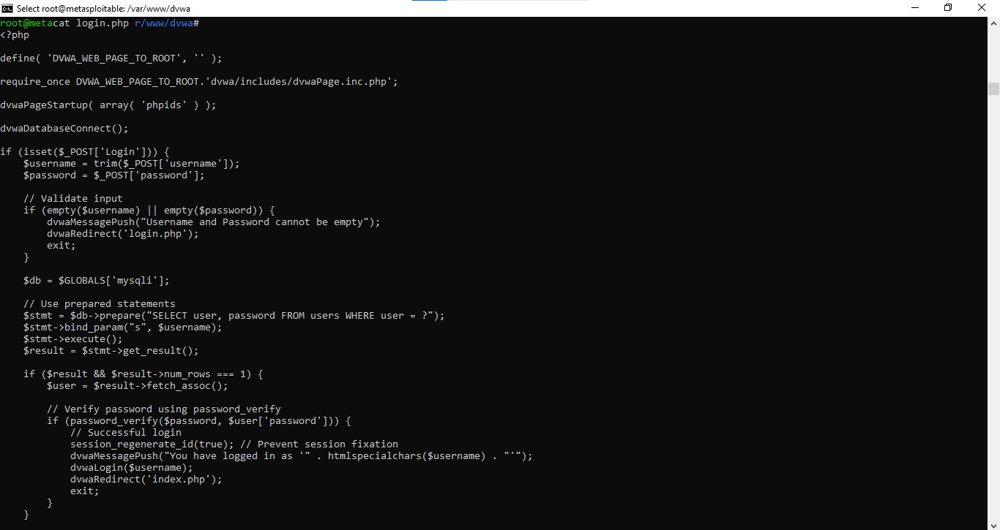 Select root@metasploitable: /var/www/dvwa
root@metacat login.php r/www/dvwa#
<?php

define( 'DVWA_WEB_PAGE_TO_ROOT', '' );

require_once DVWA_WEB_PAGE_TO_ROOT.'dvwa/includes/dvwaPage.inc.php';

dvwaPageStartup( array( 'phpids' ) );

dvwaDatabaseConnect();

if (isset($_POST['Login'])) {
    $username = trim($_POST['username']);
    $password = $_POST['password'];

    // Validate input
    if (empty($username) || empty($password)) {
        dvwaMessagePush("Username and Password cannot be empty");
        dvwaRedirect('login.php');
        exit;
    }

    $db = $GLOBALS['mysqli'];

    // Use prepared statements
    $stmt = $db->prepare("SELECT user, password FROM users WHERE user = ?");
    $stmt->bind_param("s", $username);
    $stmt->execute();
    $result = $stmt->get_result();

    if ($result && $result->num_rows === 1) {
        $user = $result->fetch_assoc();

        // Verify password using password_verify
        if (password_verify($password, $user['password'])) {
            // Successful login
            session_regenerate_id(true); // Prevent session fixation
            dvwaMessagePush("You have logged in as '" . htmlspecialchars($username) . "'");
            dvwaLogin($username);
            dvwaRedirect('index.php');
            exit;
        }
    }